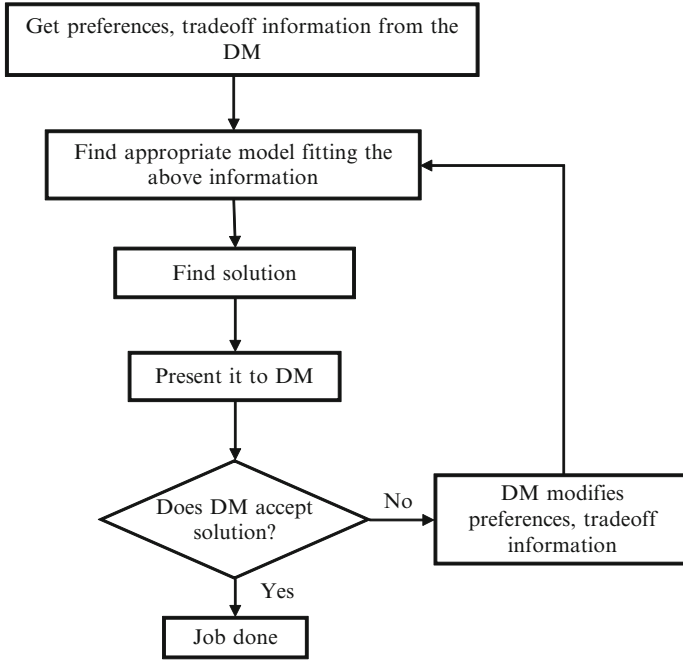 Get preferences, tradeoff information from the
DM
Find appropriate model fitting the
above information
Find solution
Present it to DM
Does DM accept
solution?
No
DM modifies
preferences, tradeoff
information
Yes
Job done